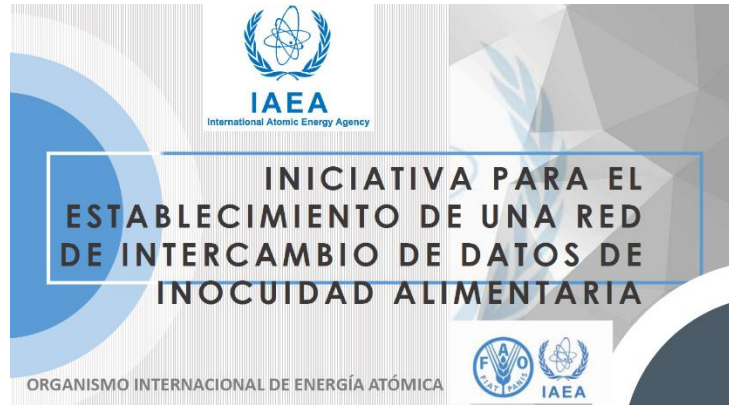 IAEA
International Atomic Energy Agency
INICIATIVA PARA EL
ESTABLECIMIENTO DE UNA RED
DE INTERCAMBIO DE DATOS DE
INOCUIDAD ALIMENTARIA
ORGANISMO INTERNACIONAL DE ENERGÍA ATÓMICA
F A O
FIAT PANIS
IAEA